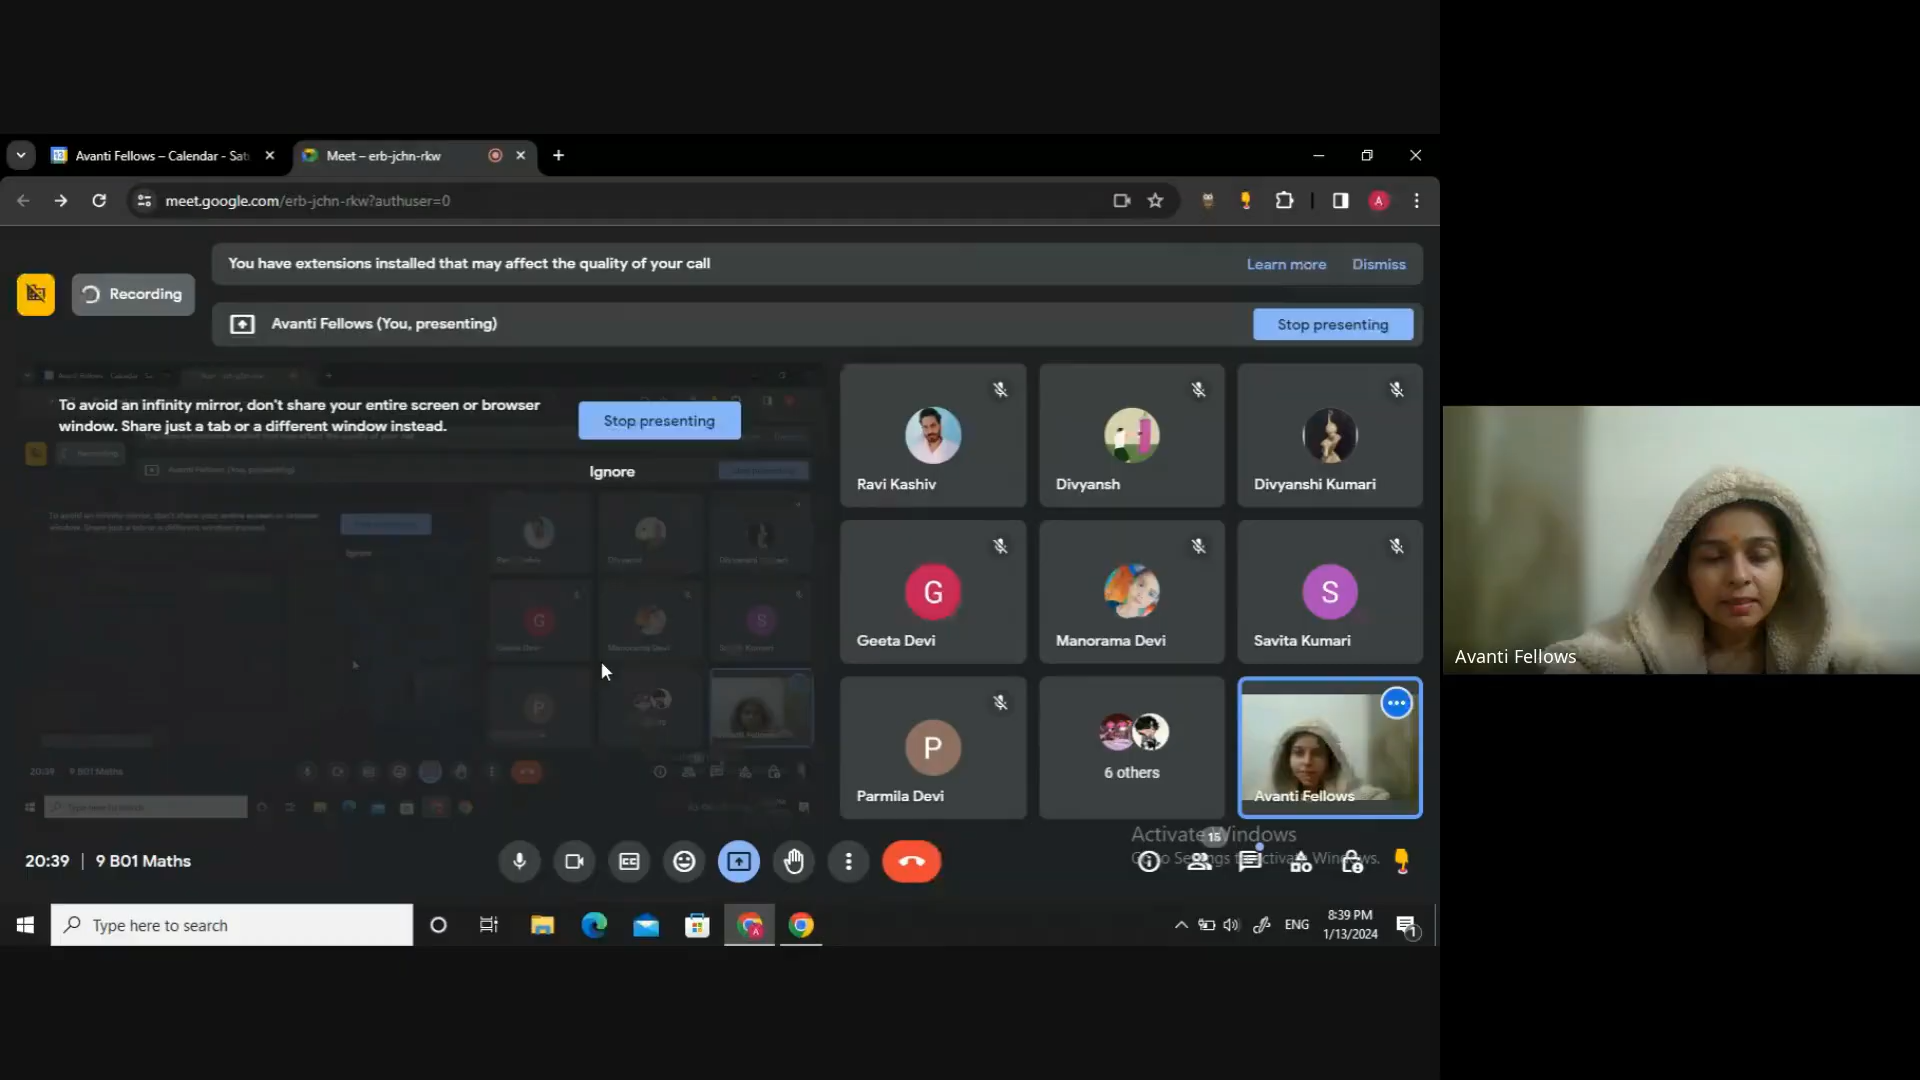 Avanti Fellows – Calendar - Sat
Meet – erb-jchn-rkw
meet.google.com/erb-jchn-rkw?authuser=0
A
You have extensions installed that may affect the quality of your call
Learn more
Dismiss
Recording
Avanti Fellows (You, presenting)
Stop presenting
To avoid an infinity mirror, don't share your entire screen or browser
window. Share just a tab or a different window instead.
Stop presenting
Ignore
Ravi Kashiv
Divyansh
Divyanshi Kumari
G
Geeta Devi
Manorama Devi
S
Savita Kumari
P
Parmila Devi
6 others
Avanti Fellows
Avanti Fellows
20:39 | 9 B01 Maths
15
Activate Windows
Go to Settings to activate Windows.
Type here to search
ENG
8:39 PM
1/13/2024
1